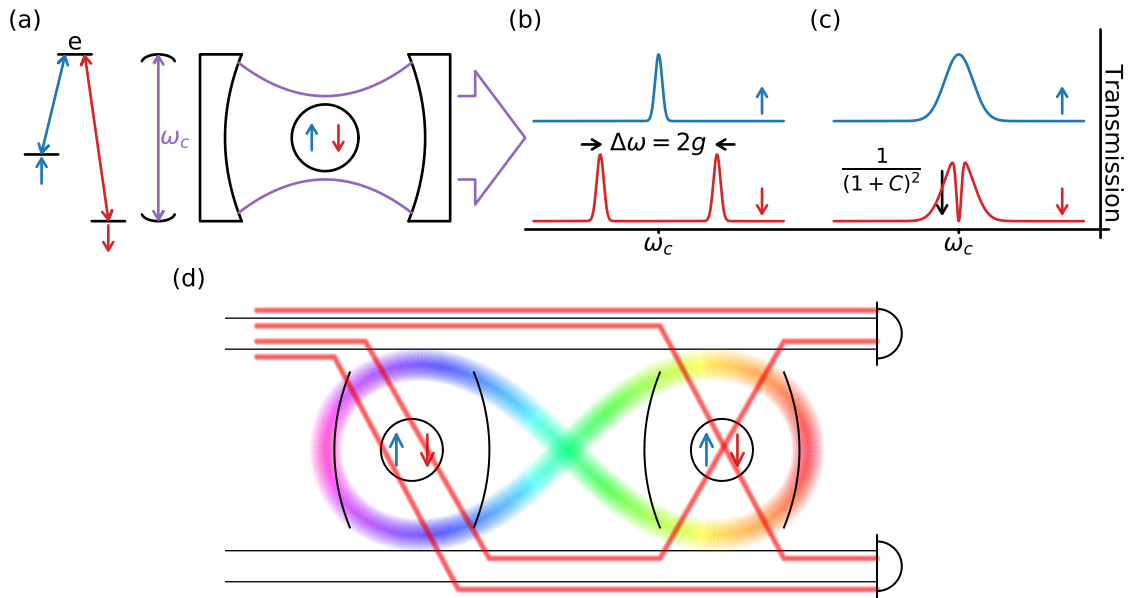 (a)
e
ω_c
(b)
Δω = 2g
ω_c
(c)
1/(1+C)²
ω_c
Transmission
(d)